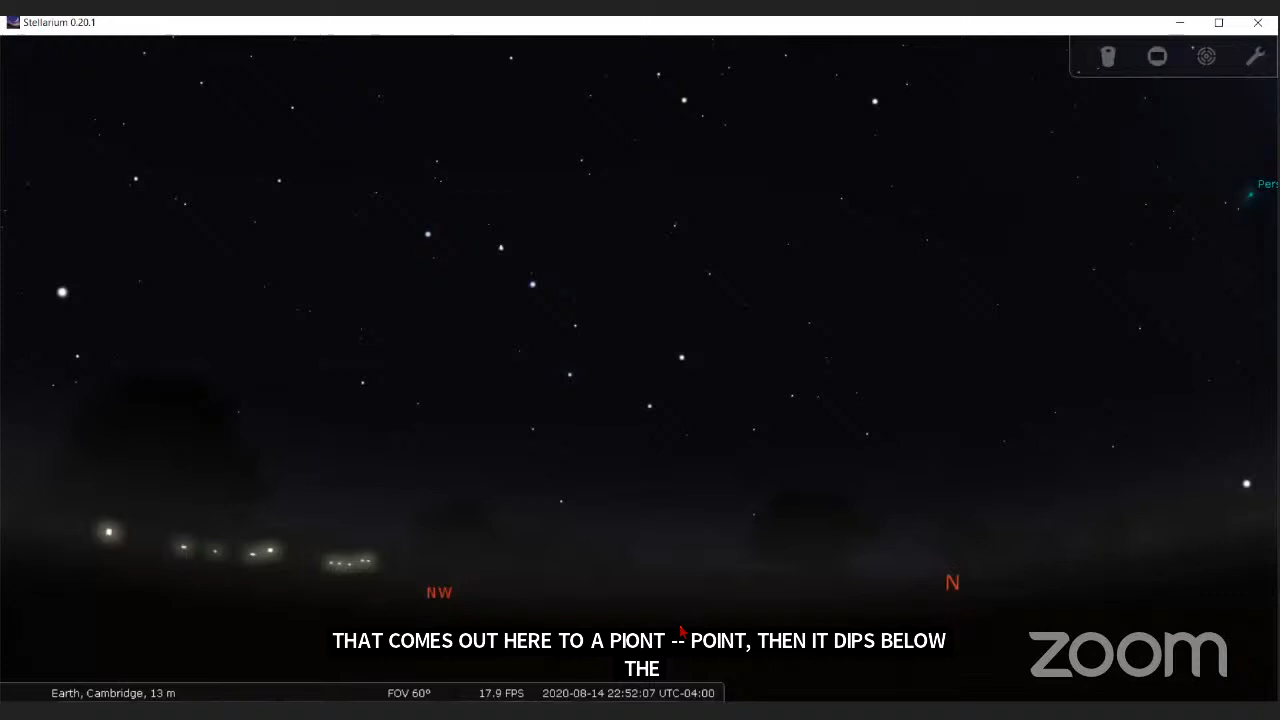 Stellarium 0.20.1
Pers
NW
N
THAT COMES OUT HERE TO A PIONT -- POINT, THEN IT DIPS BELOW
THE
zoom
Earth, Cambridge, 13 m FOV 60° 17.9 FPS 2020-08-14 22:52:07 UTC-04:00